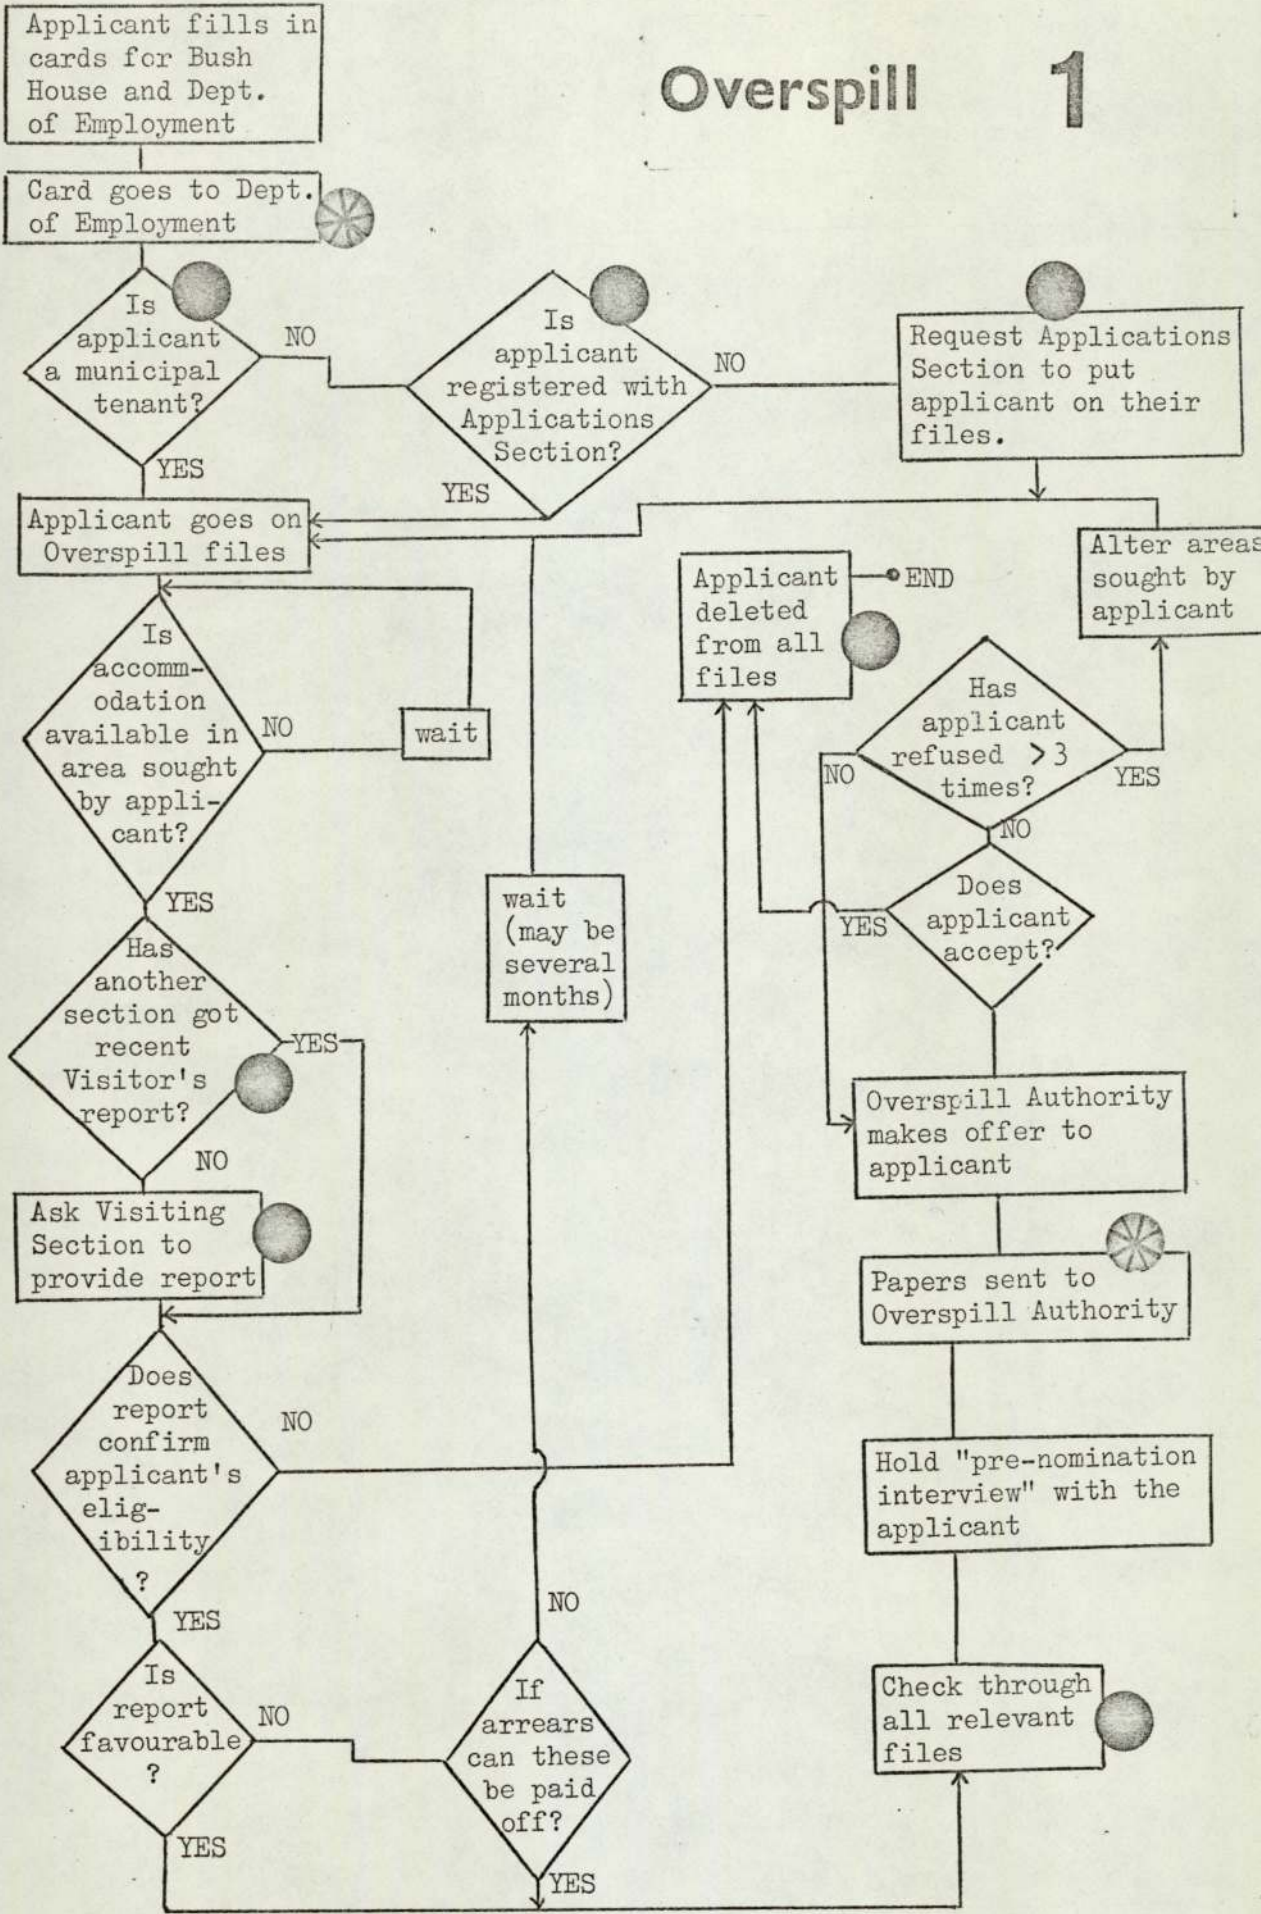 Overspill 1
Applicant fills in
cards for Bush
House and Dept.
of Employment
Card goes to Dept.
of Employment
Is
applicant
a municipal
tenant?
NO
YES
Is
applicant
registered with
Applications
Section?
NO
YES
Request Applications
Section to put
applicant on their
files.
Applicant goes on
Overspill files
Is
accomm-
odation
available in
area sought
by appli-
cant?
NO
wait
YES
Has
another
section got
recent
Visitor's
report?
YES
NO
Ask Visiting
Section to
provide report
Does
report
confirm
applicant's
elig-
ibility
?
NO
YES
Is
report
favourable
?
NO
YES
If
arrears
can these
be paid
off?
NO
YES
wait
(may be
several
months)
Applicant
deleted
from all
files
END
Alter areas
sought by
applicant
Has
applicant
refused >3
times?
NO
YES
NO
Does
applicant
accept?
YES
Overspill Authority
makes offer to
applicant
Papers sent to
Overspill Authority
Hold "pre-nomination
interview" with the
applicant
Check through
all relevant
files